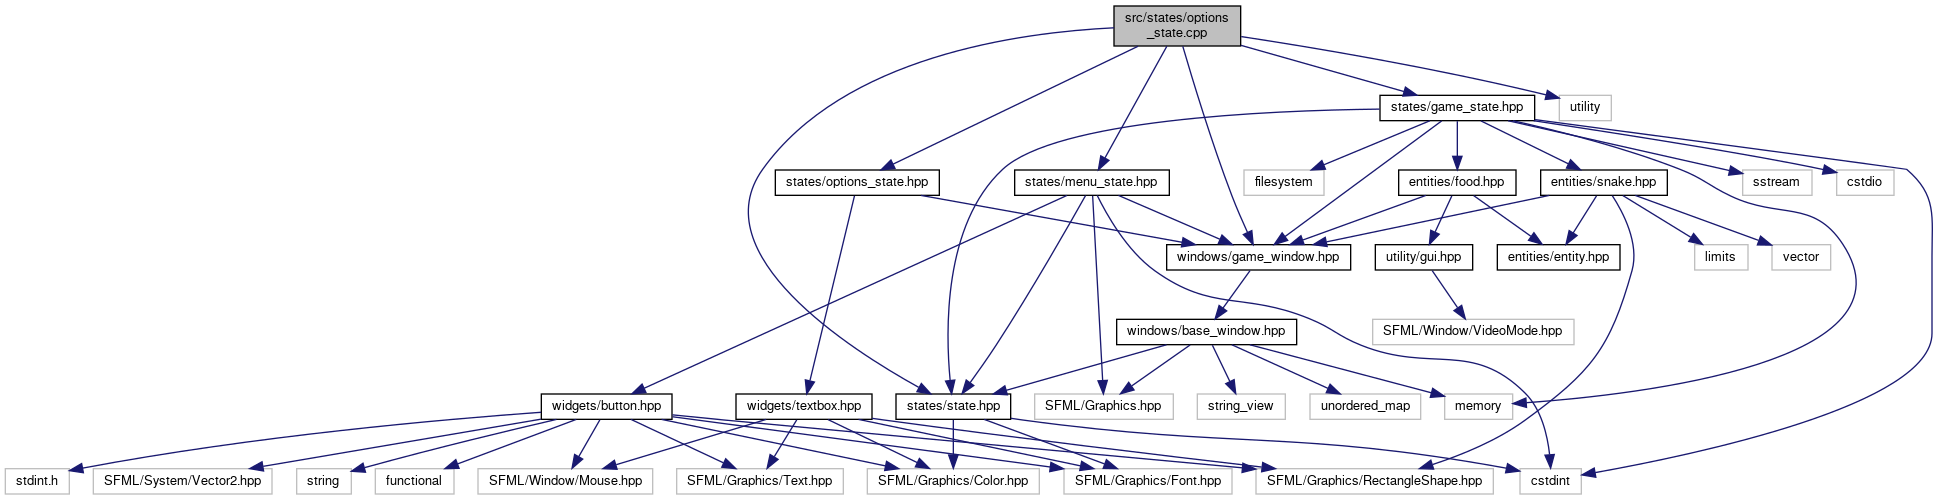 src/states/options
_state.cpp
states/game_state.hpp
utility
states/options_state.hpp
states/menu_state.hpp
filesystem
entities/food.hpp
entities/snake.hpp
sstream
cstdio
windows/game_window.hpp
utility/gui.hpp
entities/entity.hpp
limits
vector
windows/base_window.hpp
SFML/Window/VideoMode.hpp
widgets/button.hpp
widgets/textbox.hpp
states/state.hpp
SFML/Graphics.hpp
string_view
unordered_map
memory
stdint.h
SFML/System/Vector2.hpp
string
functional
SFML/Window/Mouse.hpp
SFML/Graphics/Text.hpp
SFML/Graphics/Color.hpp
SFML/Graphics/Font.hpp
SFML/Graphics/RectangleShape.hpp
cstdint